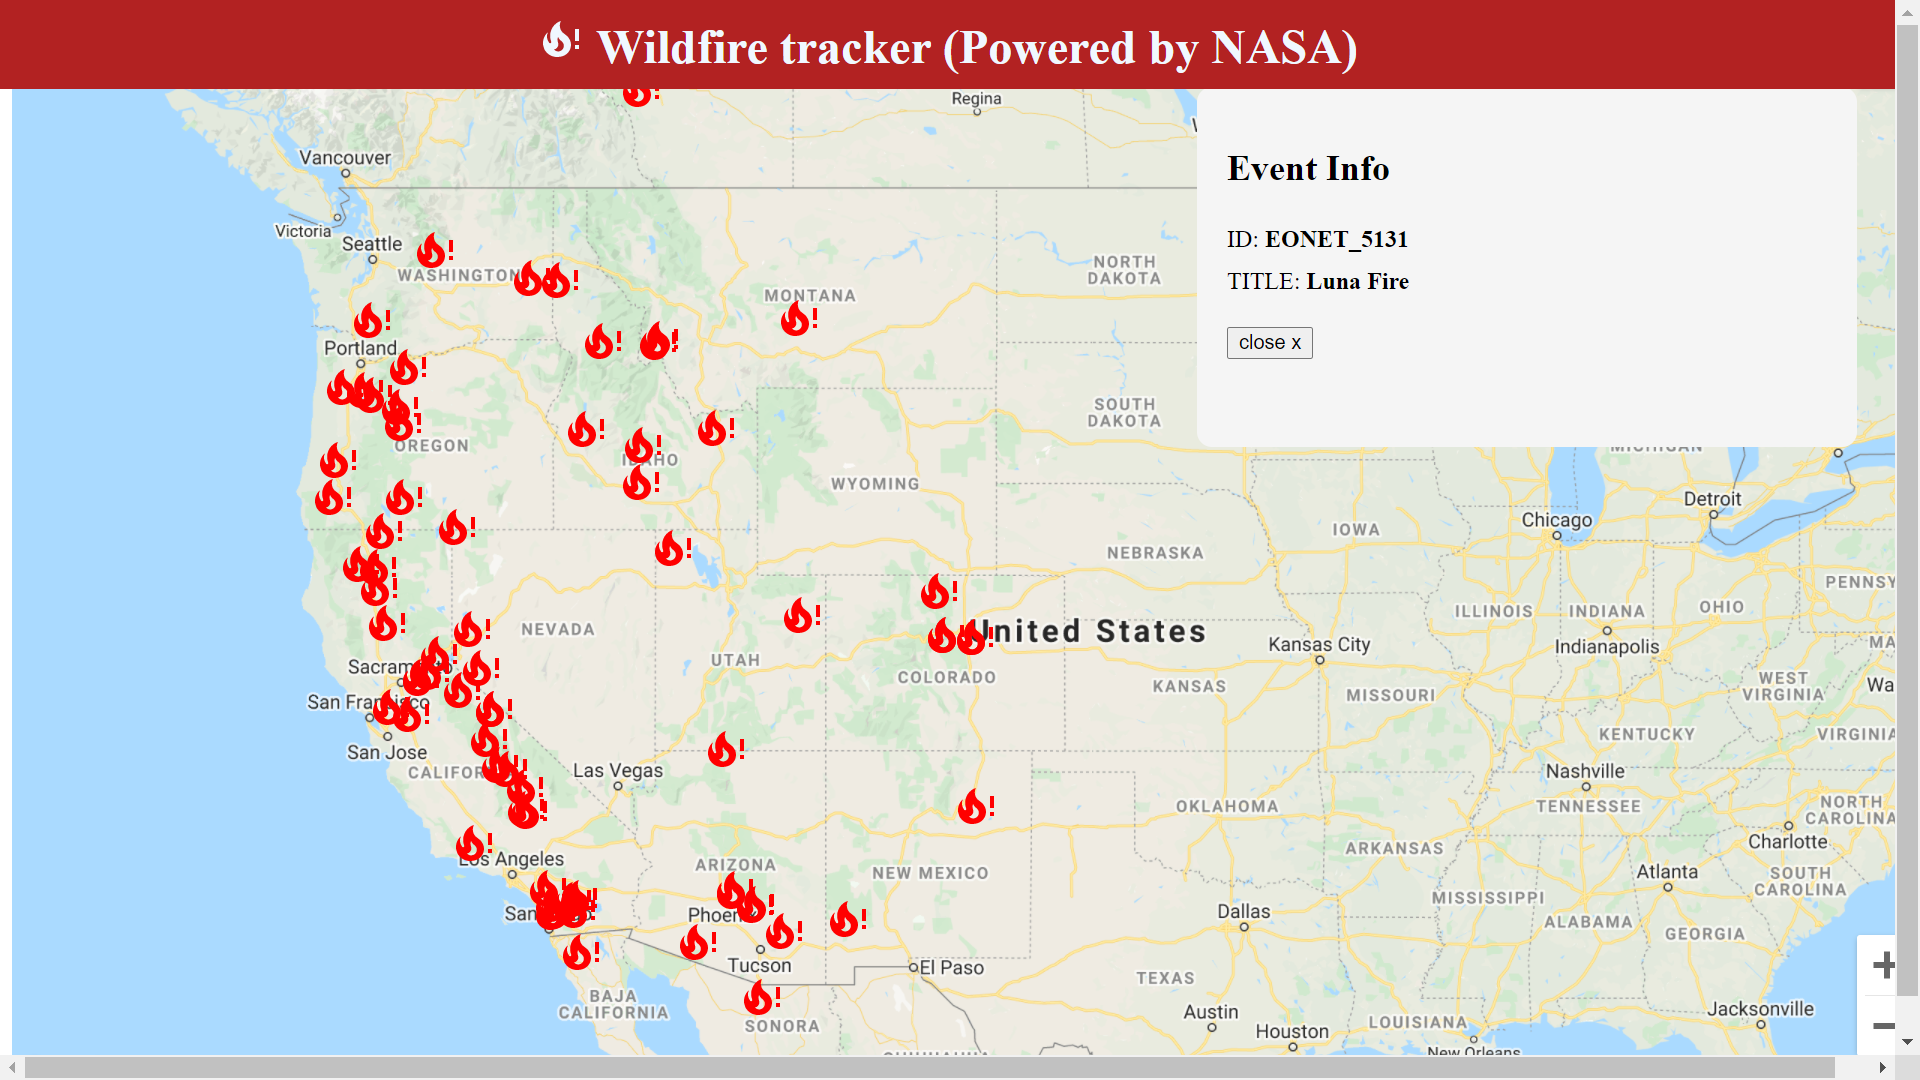 Wildfire tracker (Powered by NASA)
Regina
Vancouver
Event Info
Victoria
Seattle
ID: EONET_5131
WASHINGTON
NORTH
DAKOTA
TITLE: Luna Fire
MONTANA
close x
Portland
SOUTH
DAKOTA
OREGON
MICHIGAN
IDAHO
WYOMING
Detroit
Chicago
IOWA
NEBRASKA
PENNSY
ILLINOIS
INDIANA
OHIO
NEVADA
United States
Kansas City
Indianapolis
MA
UTAH
Sacramento
COLORADO
KANSAS
MISSOURI
WEST
VIRGINIA
Wa
San Francisco
KENTUCKY
VIRGINIA
San Jose
CALIFOR
Las Vegas
Nashville
OKLAHOMA
TENNESSEE
NORTH
CAROLINA
Charlotte
Los Angeles
ARIZONA
NEW MEXICO
ARKANSAS
Atlanta
SOUTH
CAROLINA
MISSISSIPPI
San Diego
Phoenix
Dallas
ALABAMA
GEORGIA
Tucson
El Paso
TEXAS
BAJA
CALIFORNIA
SONORA
Austin
Houston
LOUISIANA
Jacksonville
New Orleans
CHIHUAHUA